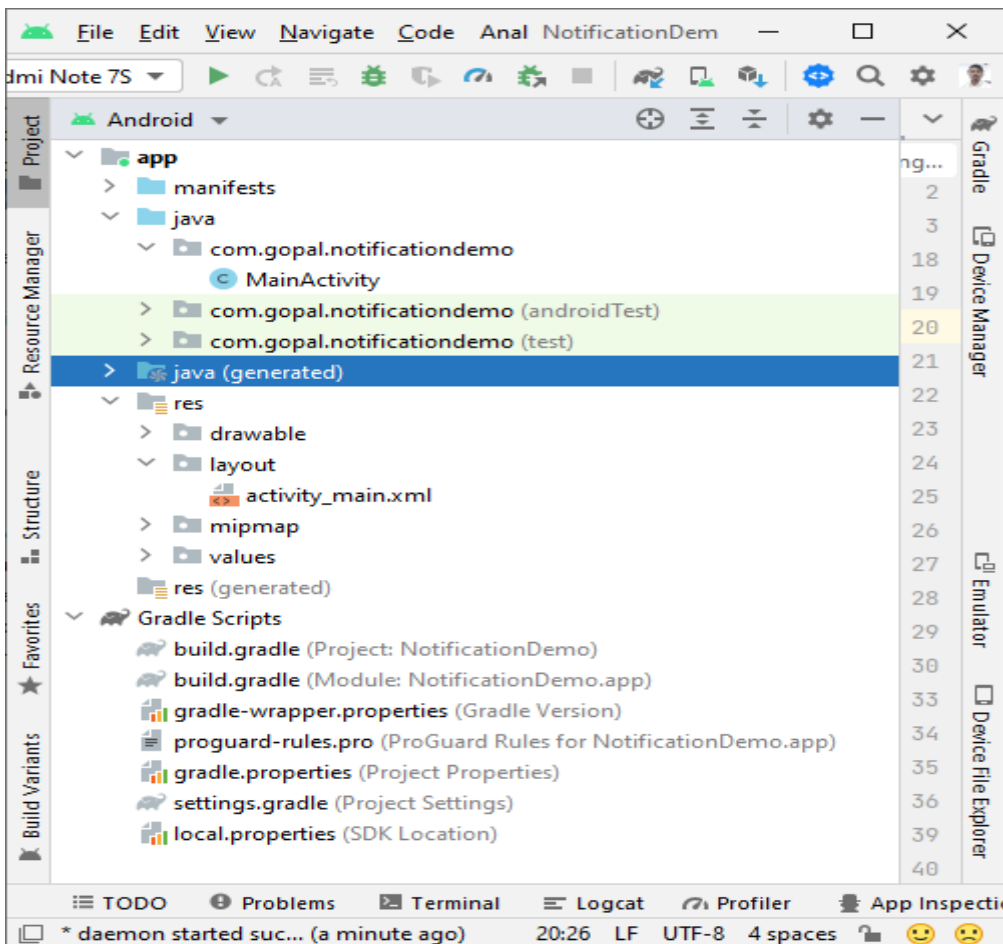 File Edit View Navigate Code Anal NotificationDem
dmi Note 7S
Android
app
manifests
java
com.gopal.notificationdemo
C MainActivity
com.gopal.notificationdemo (androidTest)
com.gopal.notificationdemo (test)
java (generated)
res
drawable
layout
activity_main.xml
mipmap
values
res (generated)
Gradle Scripts
build.gradle (Project: NotificationDemo)
build.gradle (Module: NotificationDemo.app)
gradle-wrapper.properties (Gradle Version)
proguard-rules.pro (ProGuard Rules for NotificationDemo.app)
gradle.properties (Project Properties)
settings.gradle (Project Settings)
local.properties (SDK Location)
Project
Resource Manager
Structure
Favorites
Build Variants
ng...
2
3
18
19
20
21
22
23
24
25
26
27
28
29
30
33
34
35
36
39
40
Gradle
Device Manager
Emulator
Device File Explorer
TODO Problems Terminal Logcat Profiler App Inspectio
* daemon started suc... (a minute ago) 20:26 LF UTF-8 4 spaces